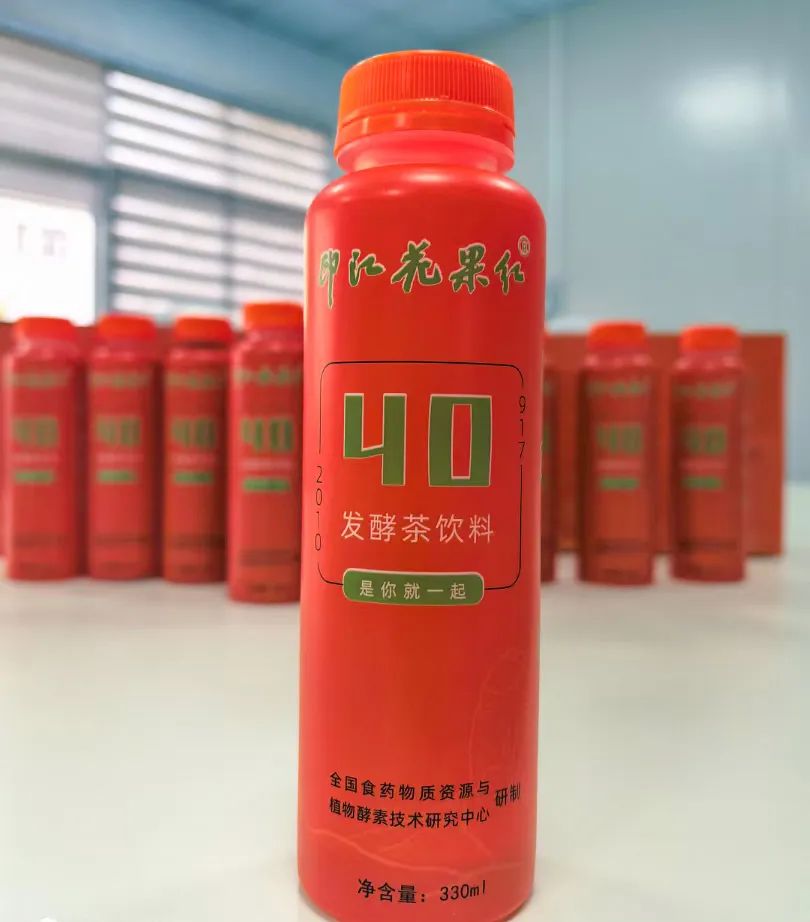 印江花果红®
40
917
2010
发酵茶饮料
是你就一起
全国食药物质资源与
植物酵素技术研究中心
研制
净含量：330ml